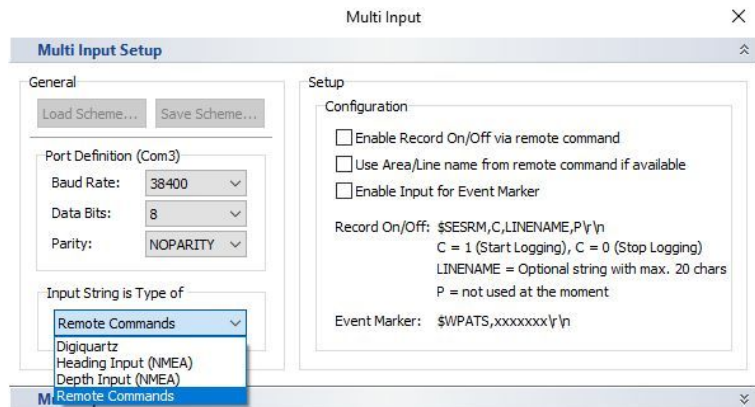 Multi Input
Multi Input Setup
General
Load Scheme...
Save Scheme...
Port Definition (Com3)
Baud Rate:
38400
Data Bits:
8
Parity:
NOPARITY
Input String is Type of
Remote Commands
Digiquartz
Heading Input (NMEA)
Depth Input (NMEA)
Remote Commands
Setup
Configuration
Enable Record On/Off via remote command
Use Area/Line name from remote command if available
Enable Input for Event Marker
Record On/Off: $SESRM,C,LINENAME,P\r\n
C = 1 (Start Logging), C = 0 (Stop Logging)
LINENAME = Optional string with max. 20 chars
P = not used at the moment
Event Marker: $WPATS,xxxxxxx\r\n